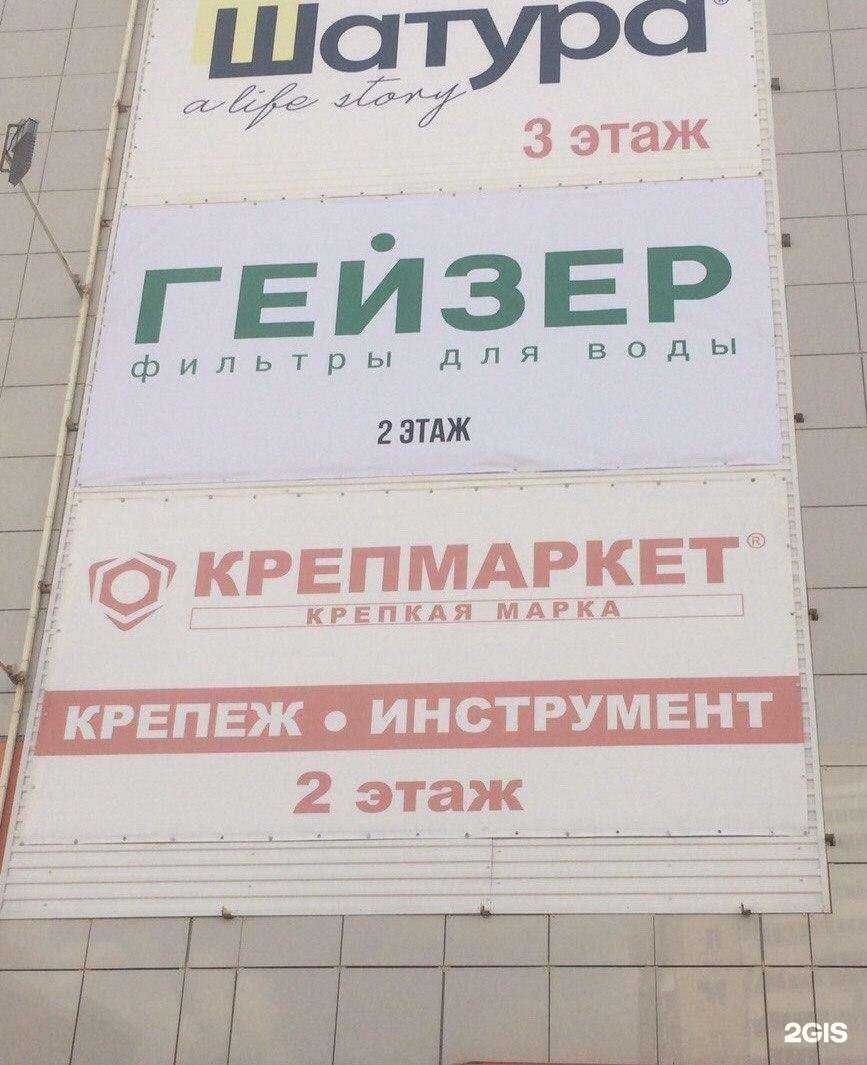 Шатура®
a life story
3 этаж
ГЕЙЗЕР
фильтры для воды
2 ЭТАЖ
КРЕПМАРКЕТ®
КРЕПКАЯ МАРКА
КРЕПЕЖ • ИНСТРУМЕНТ
2 этаж
2GIS